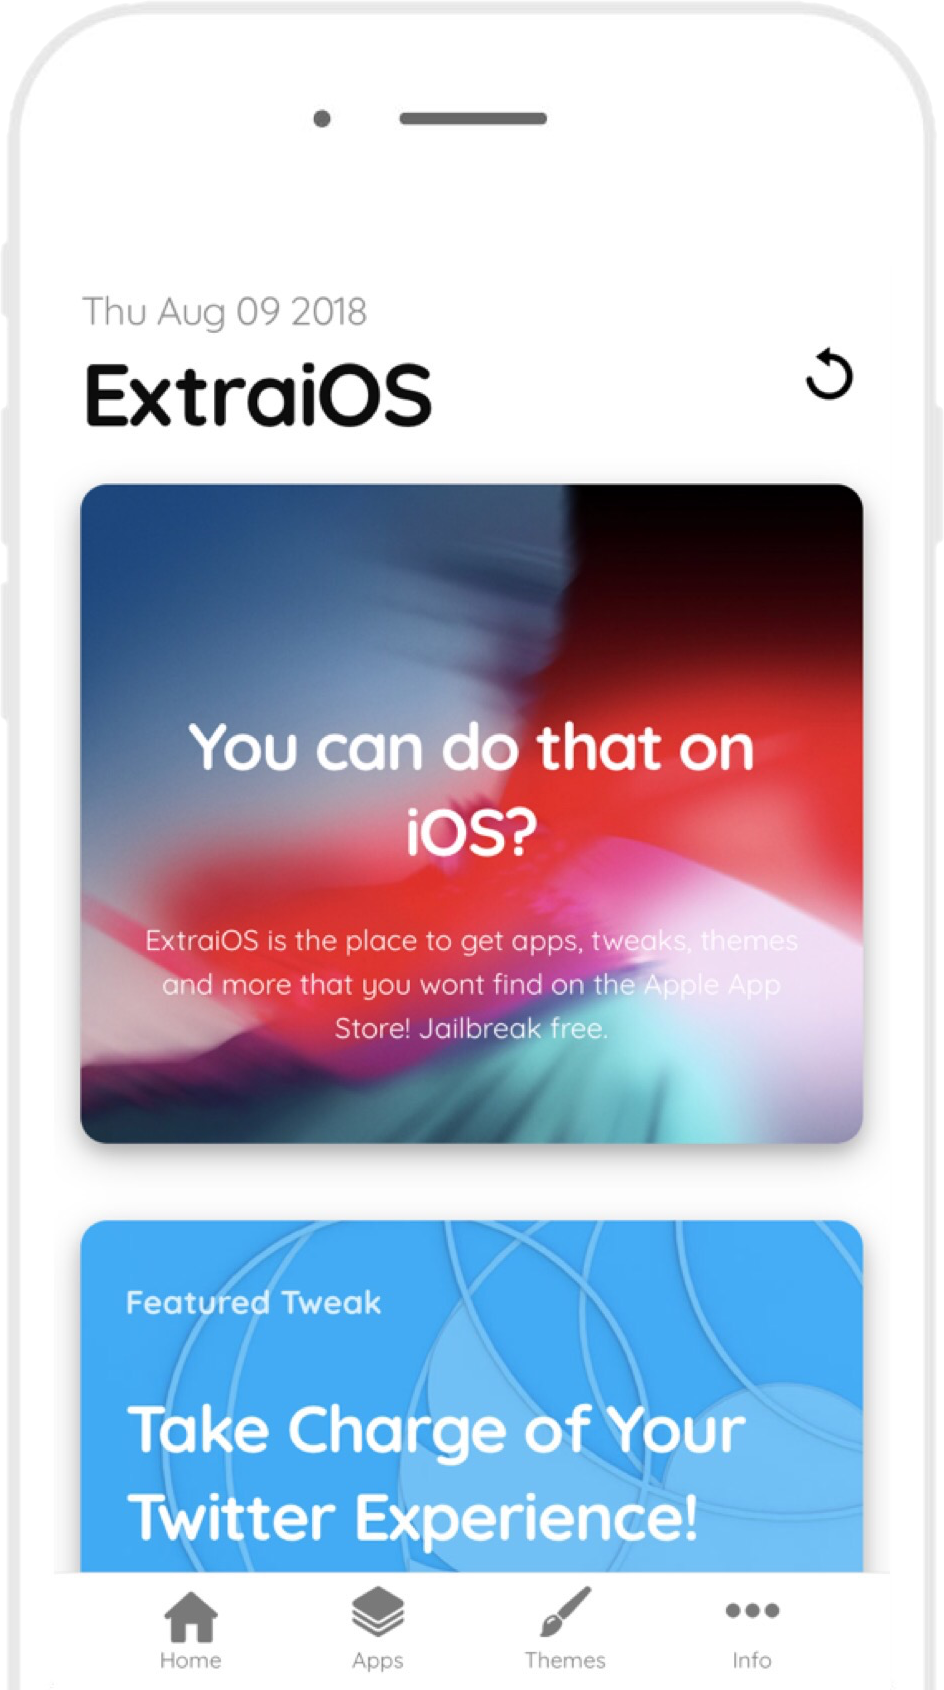 Thu Aug 09 2018
ExtraiOS
You can do that on
iOS?
ExtraiOS is the place to get apps, tweaks, themes
and more that you wont find on the Apple App
Store! Jailbreak free.
Featured Tweak
Take Charge of Your
Twitter Experience!
Home
Apps
Themes
Info